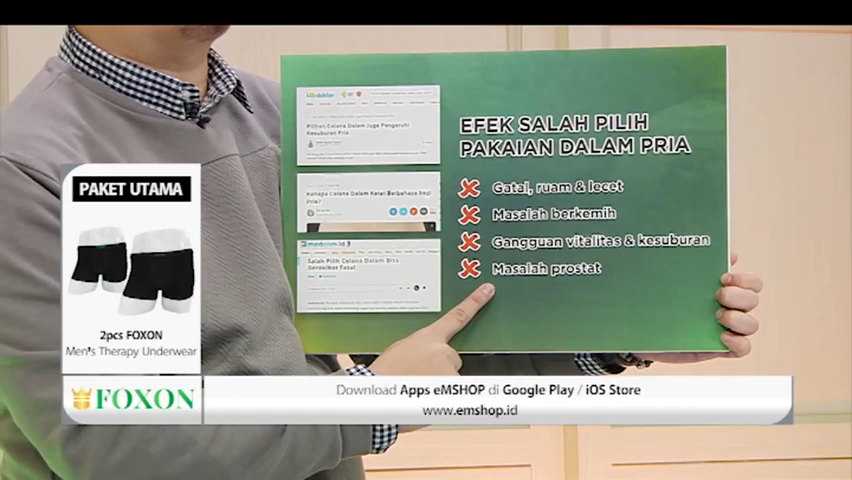 klikdokter
Pilihan Celana Dalam Juga Pengaruhi
Kesuburan Pria
Kenapa Celana Dalam Ketat Berbahaya bagi
Pria?
medcom.id
Salah Pilih Celana Dalam Bisa
Berakibat Fatal
EFEK SALAH PILIH
PAKAIAN DALAM PRIA
Gatal, ruam & lecet
Masalah berkemih
Gangguan vitalitas & kesuburan
Masalah prostat
PAKET UTAMA
2pcs FOXON
Men's Therapy Underwear
FOXON
Download Apps eMSHOP di Google Play / iOS Store
www.emshop.id